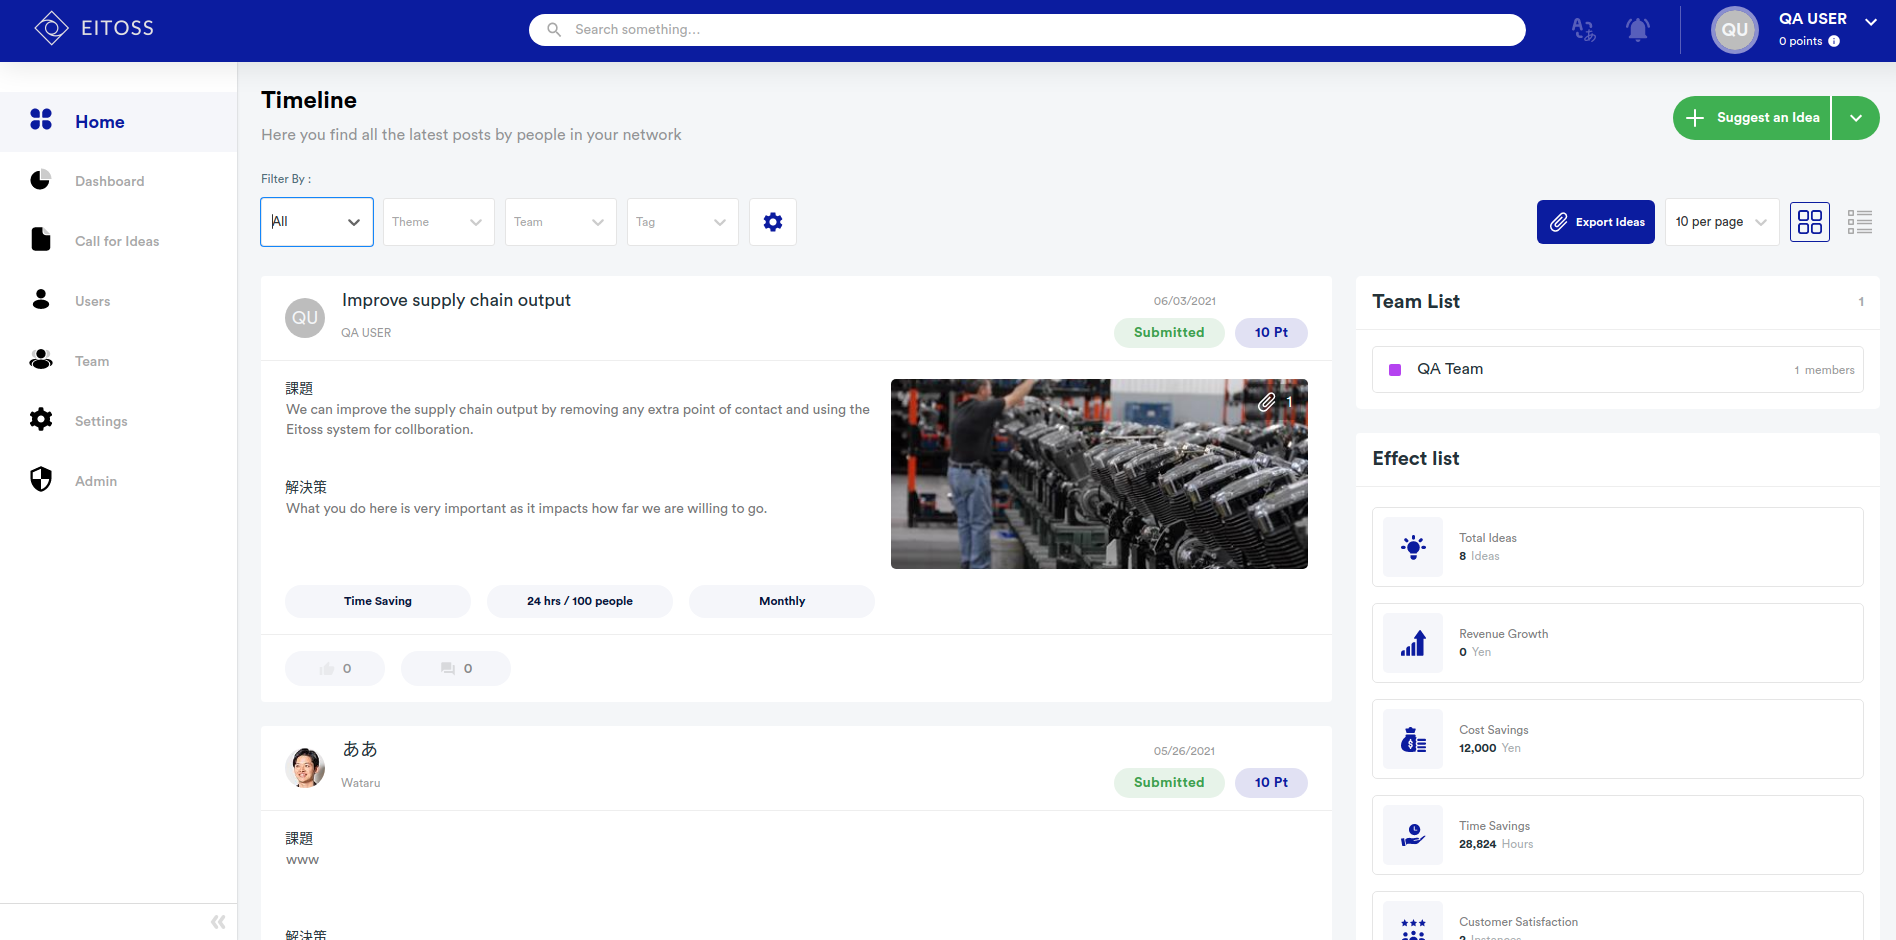 EITOSS
Search something...
QU
QA USER
0 points
Home
Dashboard
Call for Ideas
Users
Team
Settings
Admin
Timeline
Here you find all the latest posts by people in your network
Suggest an Idea
Filter By :
All
Theme
Team
Tag
Export Ideas
10 per page
QU
Improve supply chain output
QA USER
06/03/2021
Submitted
10 Pt
課題
We can improve the supply chain output by removing any extra point of contact and using the
Eitoss system for collboration.
1
解決策
What you do here is very important as it impacts how far we are willing to go.
Time Saving
24 hrs / 100 people
Monthly
0
0
ああ
Wataru
05/26/2021
Submitted
10 Pt
課題
www
解決策
Team List
1
QA Team
1 members
Effect list
Total Ideas
8 Ideas
Revenue Growth
0 Yen
Cost Savings
12,000 Yen
Time Savings
28,824 Hours
Customer Satisfaction